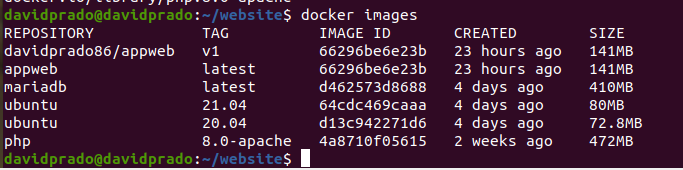 davidprado@davidprado:~/website$ docker images
REPOSITORY TAG IMAGE ID CREATED SIZE
davidprado86/appweb v1 66296be6e23b 23 hours ago 141MB
appweb latest 66296be6e23b 23 hours ago 141MB
mariadb latest d462573d8688 4 days ago 410MB
ubuntu 21.04 64cdc469caaa 4 days ago 80MB
ubuntu 20.04 d13c942271d6 4 days ago 72.8MB
php 8.0-apache 4a8710f05615 2 weeks ago 472MB
davidprado@davidprado:~/website$